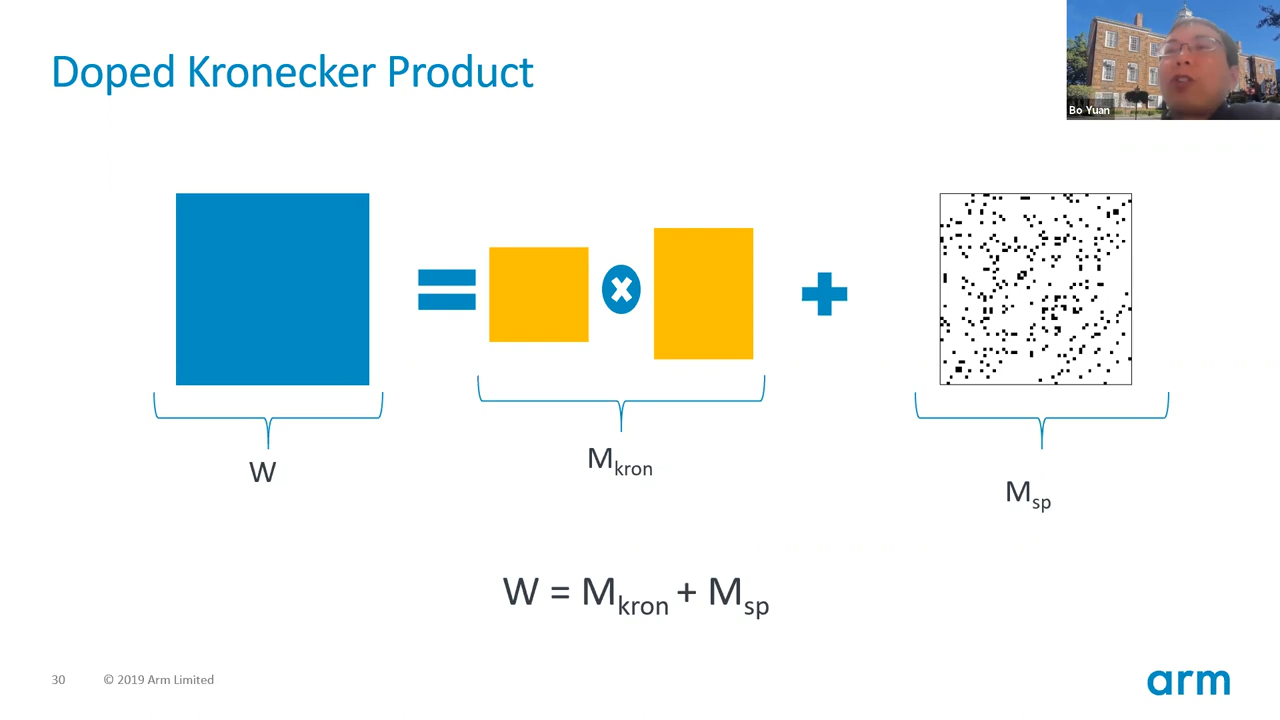 Doped Kronecker Product
Bo Yuan
W
Mkron
Msp
W = Mkron + Msp
30
© 2019 Arm Limited
arm